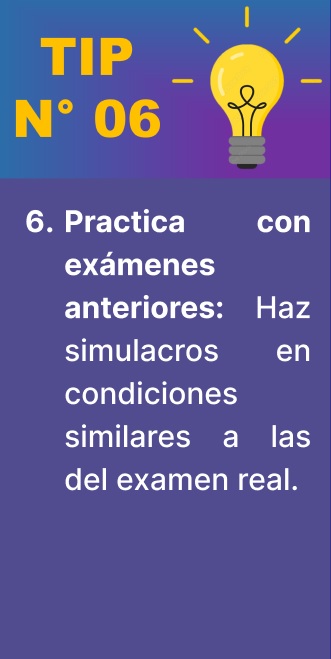 TIP
N° 06
6. Practica con
exámenes
anteriores: Haz
simulacros en
condiciones
similares a las
del examen real.